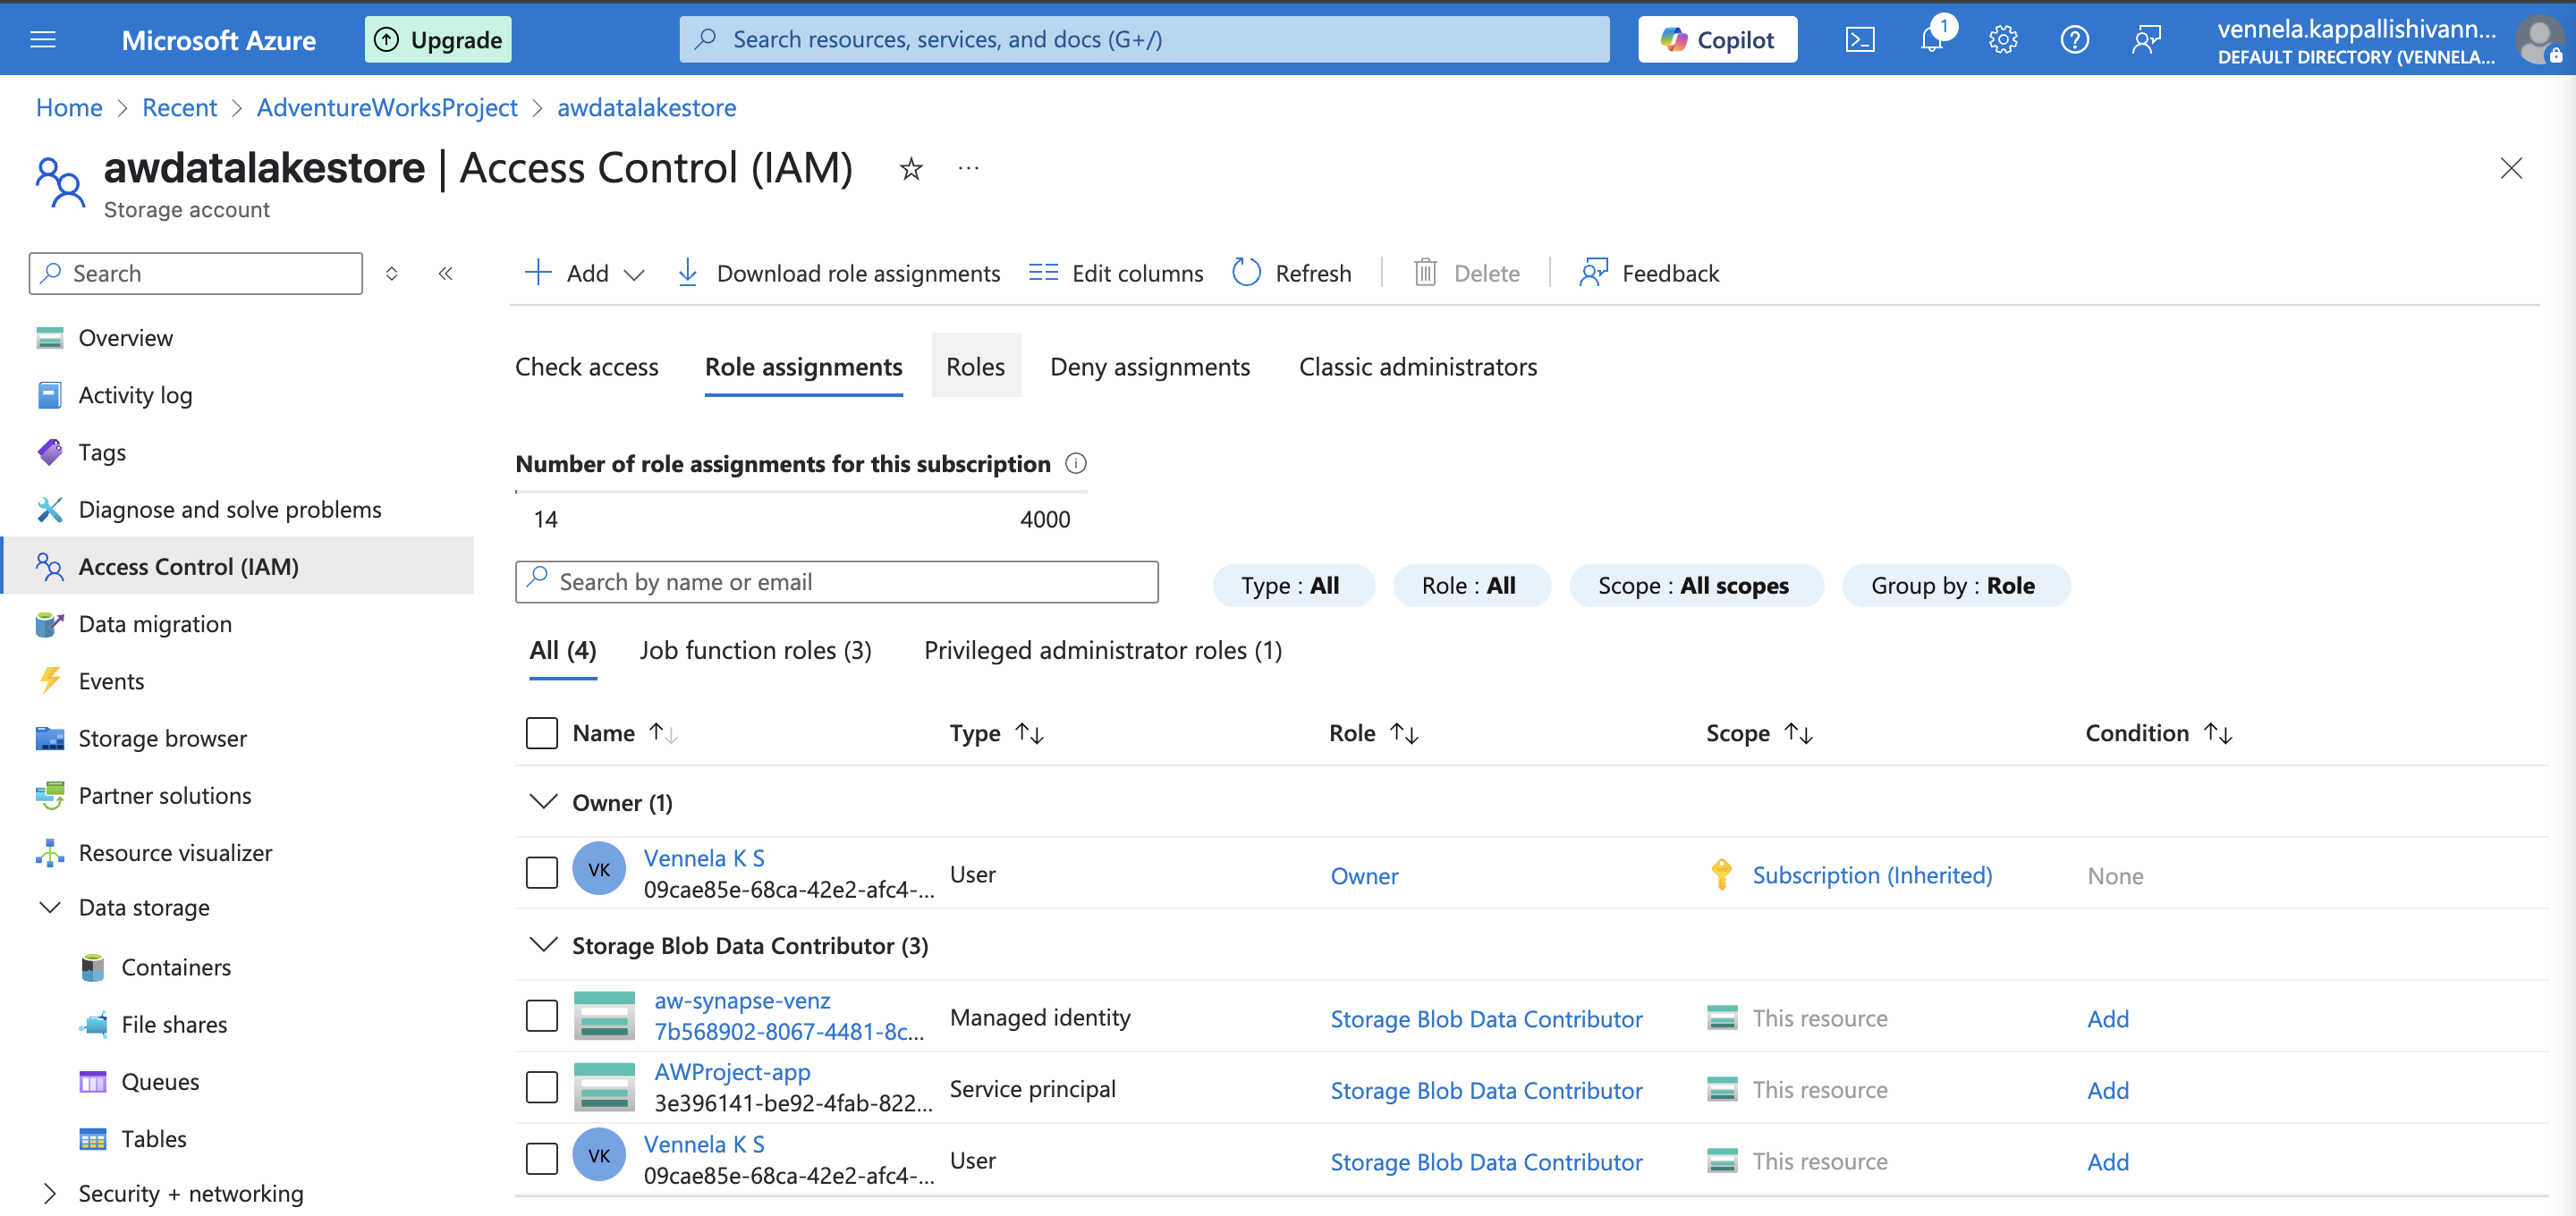 Microsoft Azure
Upgrade
Search resources, services, and docs (G+/)
Copilot
1
vennela.kappallishivann...
DEFAULT DIRECTORY (VENNELA...
Home > Recent > AdventureWorksProject > awdatalakestore
awdatalakestore | Access Control (IAM)
Storage account
Search
Add
Download role assignments
Edit columns
Refresh
Delete
Feedback
Overview
Activity log
Tags
Diagnose and solve problems
Access Control (IAM)
Data migration
Events
Storage browser
Partner solutions
Resource visualizer
Data storage
Containers
File shares
Queues
Tables
Security + networking
Check access
Role assignments
Roles
Deny assignments
Classic administrators
Number of role assignments for this subscription
14
4000
Search by name or email
Type : All
Role : All
Scope : All scopes
Group by : Role
All (4)
Job function roles (3)
Privileged administrator roles (1)
Name
Type
Role
Scope
Condition
Owner (1)
VK
Vennela K S
09cae85e-68ca-42e2-afc4-...
User
Owner
Subscription (Inherited)
None
Storage Blob Data Contributor (3)
aw-synapse-venz
7b568902-8067-4481-8c...
Managed identity
Storage Blob Data Contributor
This resource
Add
AWProject-app
3e396141-be92-4fab-822...
Service principal
Storage Blob Data Contributor
This resource
Add
VK
Vennela K S
09cae85e-68ca-42e2-afc4-...
User
Storage Blob Data Contributor
This resource
Add